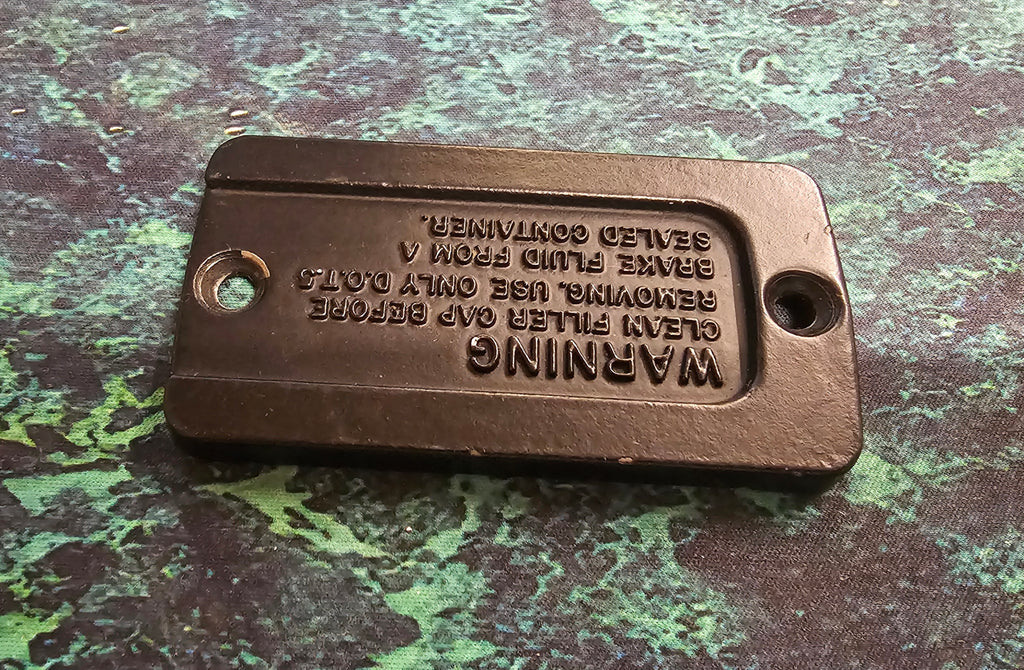 WARNING
CLEAN FILLER CAP BEFORE
REMOVING. USE ONLY D.O.T.5
BRAKE FLUID FROM A
SEALED CONTAINER.